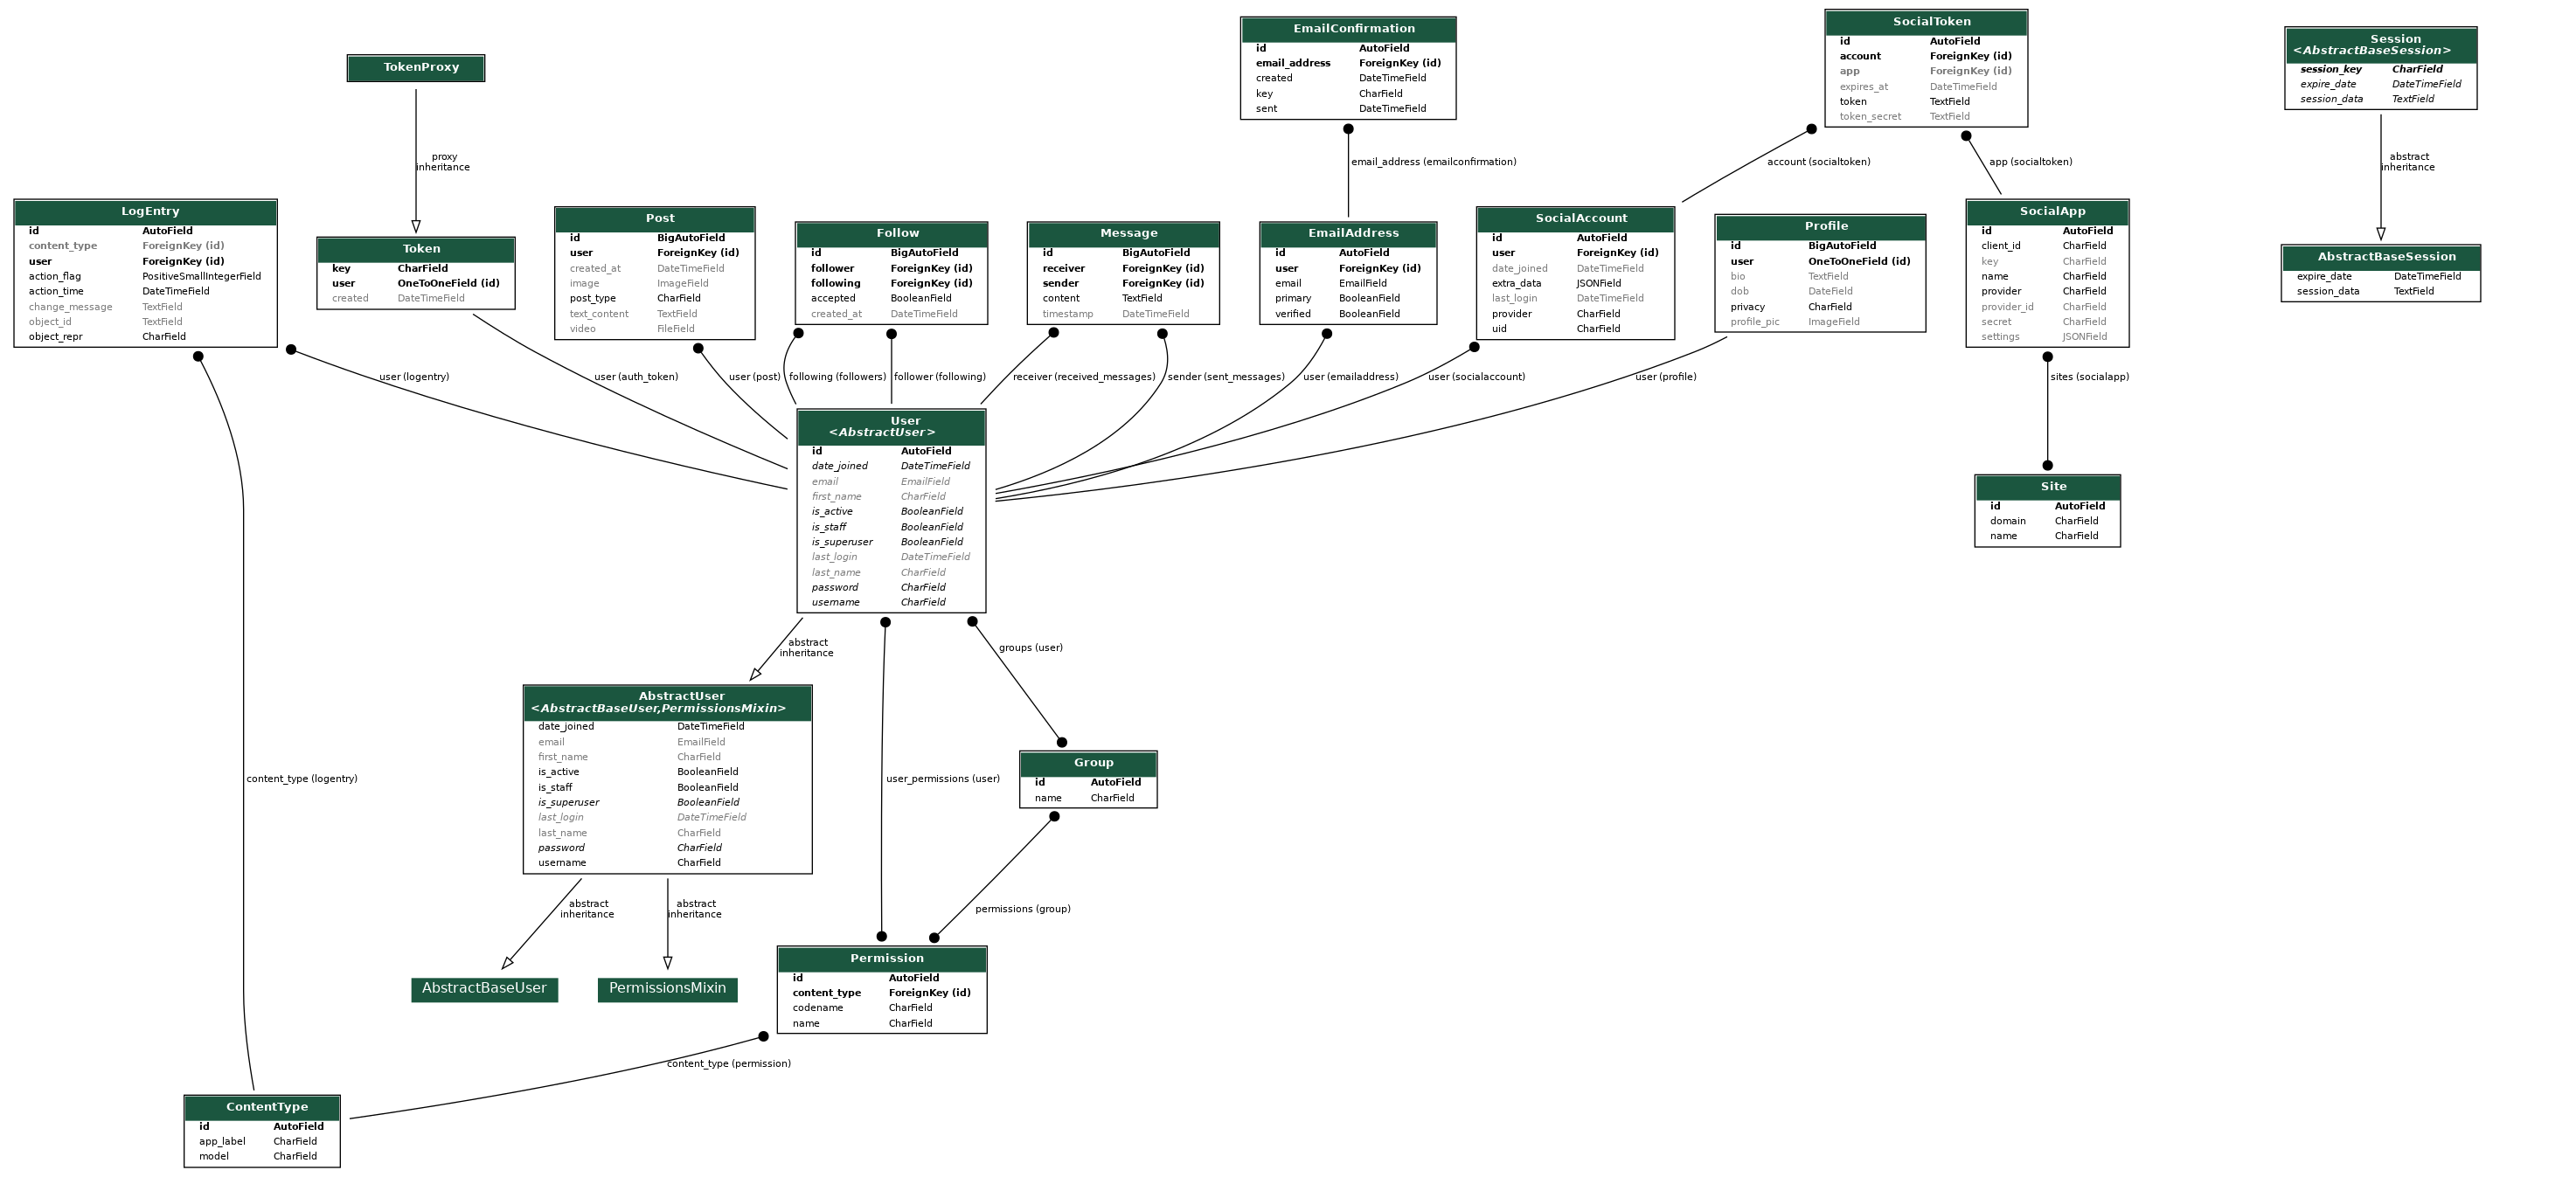 TokenProxy
EmailConfirmation
id AutoField
email_address ForeignKey (id)
created DateTimeField
key CharField
sent DateTimeField
SocialToken
id AutoField
account ForeignKey (id)
app ForeignKey (id)
expires_at DateTimeField
token TextField
token_secret TextField
Session
<AbstractBaseSession>
session_key CharField
expire_date DateTimeField
session_data TextField
proxy
inheritance
email_address (emailconfirmation)
account (socialtoken)
app (socialtoken)
abstract
inheritance
LogEntry
id AutoField
content_type ForeignKey (id)
user ForeignKey (id)
action_flag PositiveSmallIntegerField
action_time DateTimeField
change_message TextField
object_id TextField
object_repr CharField
Token
key CharField
user OneToOneField (id)
created DateTimeField
Post
id BigAutoField
user ForeignKey (id)
created_at DateTimeField
image ImageField
post_type CharField
text_content TextField
video FileField
Follow
id BigAutoField
follower ForeignKey (id)
following ForeignKey (id)
accepted BooleanField
created_at DateTimeField
Message
id BigAutoField
receiver ForeignKey (id)
sender ForeignKey (id)
content TextField
timestamp DateTimeField
EmailAddress
id AutoField
user ForeignKey (id)
email EmailField
primary BooleanField
verified BooleanField
SocialAccount
id AutoField
user ForeignKey (id)
date_joined DateTimeField
extra_data JSONField
last_login DateTimeField
provider CharField
uid CharField
Profile
id BigAutoField
user OneToOneField (id)
bio TextField
dob DateField
privacy CharField
profile_pic ImageField
SocialApp
id AutoField
client_id CharField
key CharField
name CharField
provider CharField
provider_id CharField
secret CharField
settings JSONField
AbstractBaseSession
expire_date DateTimeField
session_data TextField
user (logentry)
user (auth_token)
user (post)
following (followers)
follower (following)
receiver (received_messages)
sender (sent_messages)
user (emailaddress)
user (socialaccount)
user (profile)
sites (socialapp)
User
<AbstractUser>
id AutoField
date_joined DateTimeField
email EmailField
first_name CharField
is_active BooleanField
is_staff BooleanField
is_superuser BooleanField
last_login DateTimeField
last_name CharField
password CharField
username CharField
Site
id AutoField
domain CharField
name CharField
abstract
inheritance
groups (user)
AbstractUser
<AbstractBaseUser,PermissionsMixin>
date_joined DateTimeField
email EmailField
first_name CharField
is_active BooleanField
is_staff BooleanField
is_superuser BooleanField
last_login DateTimeField
last_name CharField
password CharField
username CharField
content_type (logentry)
user_permissions (user)
Group
id AutoField
name CharField
abstract
inheritance
abstract
inheritance
permissions (group)
AbstractBaseUser
PermissionsMixin
Permission
id AutoField
content_type ForeignKey (id)
codename CharField
name CharField
content_type (permission)
ContentType
id AutoField
app_label CharField
model CharField